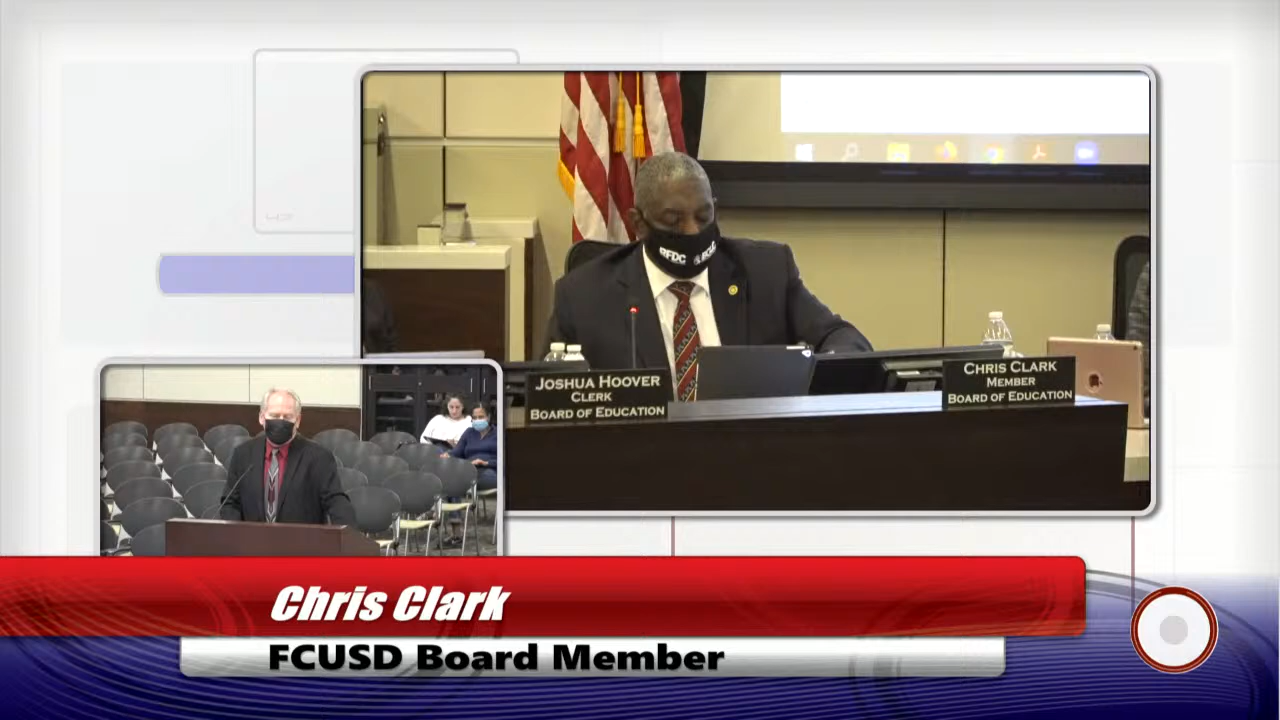 JOSHUA HOOVER
CLERK
BOARD OF EDUCATION
CHRIS CLARK
MEMBER
BOARD OF EDUCATION
Chris Clark
FCUSD Board Member